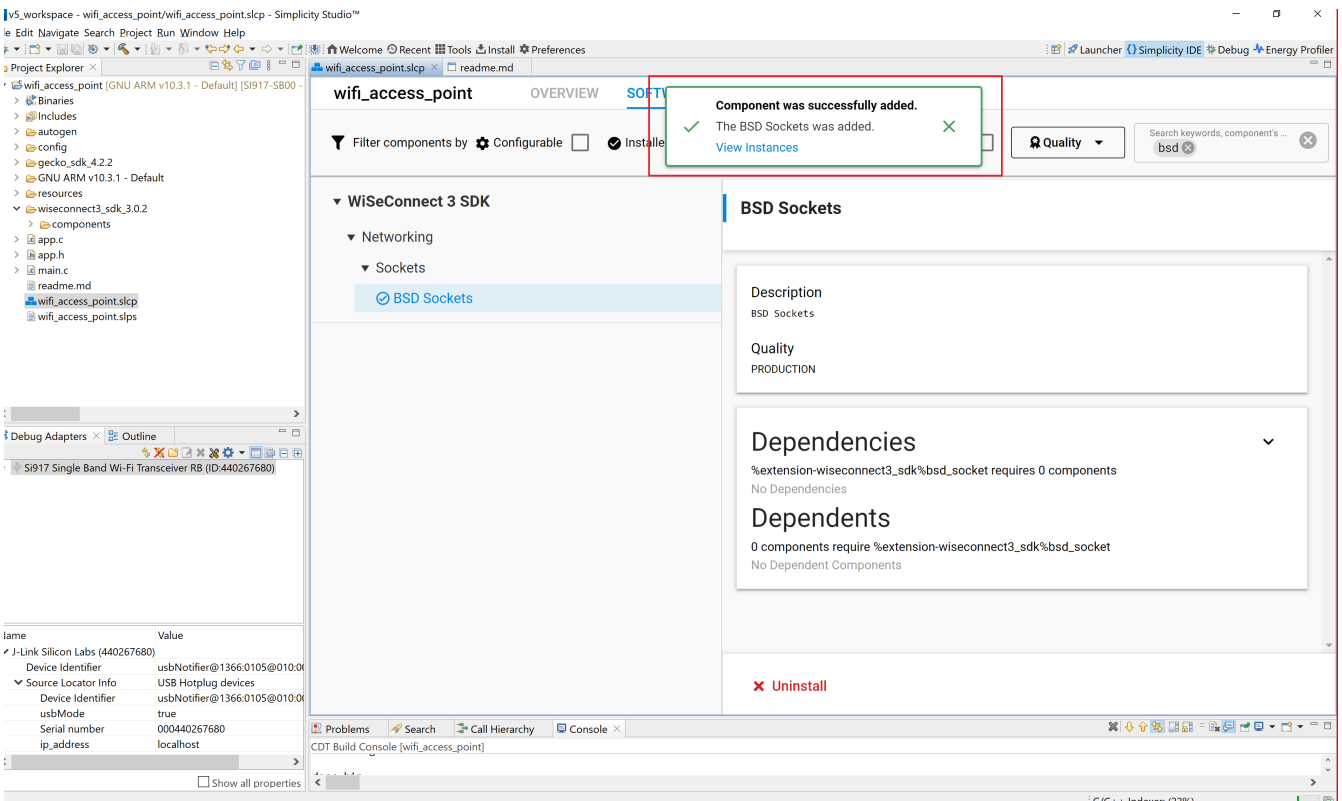 v5_workspace - wifi_access_point/wifi_access_point.slcp - Simplicity Studio™
Edit Navigate Search Project Run Window Help
Welcome Recent Tools Install Preferences
Launcher {} Simplicity IDE Debug Energy Profiler
Project Explorer
wifi_access_point [GNU ARM v10.3.1 - Default] [SI917-SB00 -
Binaries
Includes
autogen
config
gecko_sdk_4.2.2
GNU ARM v10.3.1 - Default
resources
wiseconnect3_sdk_3.0.2
components
app.c
app.h
main.c
readme.md
wifi_access_point.slcp
wifi_access_point.slps
Debug Adapters Outline
Si917 Single Band Wi-Fi Transceiver RB (ID:440267680)
Value
J-Link Silicon Labs (440267680)
Device Identifier usbNotifier@1366:0105@010:0
Source Locator Info USB Hotplug devices
Device Identifier usbNotifier@1366:0105@010:0
usbMode true
Serial number 000440267680
ip_address localhost
Show all properties
wifi_access_point.slcp readme.md
wifi_access_point OVERVIEW SOFTW
Component was successfully added.
The BSD Sockets was added.
View Instances
Filter components by Configurable Installe
Quality
Search keywords, component's ...
bsd
WiSeConnect 3 SDK
Networking
Sockets
BSD Sockets
BSD Sockets
Description
BSD Sockets
Quality
PRODUCTION
Dependencies
%extension-wiseconnect3_sdk%bsd_socket requires 0 components
No Dependencies
Dependents
0 components require %extension-wiseconnect3_sdk%bsd_socket
No Dependent Components
Uninstall
Problems Search Call Hierarchy Console
CDT Build Console [wifi_access_point]